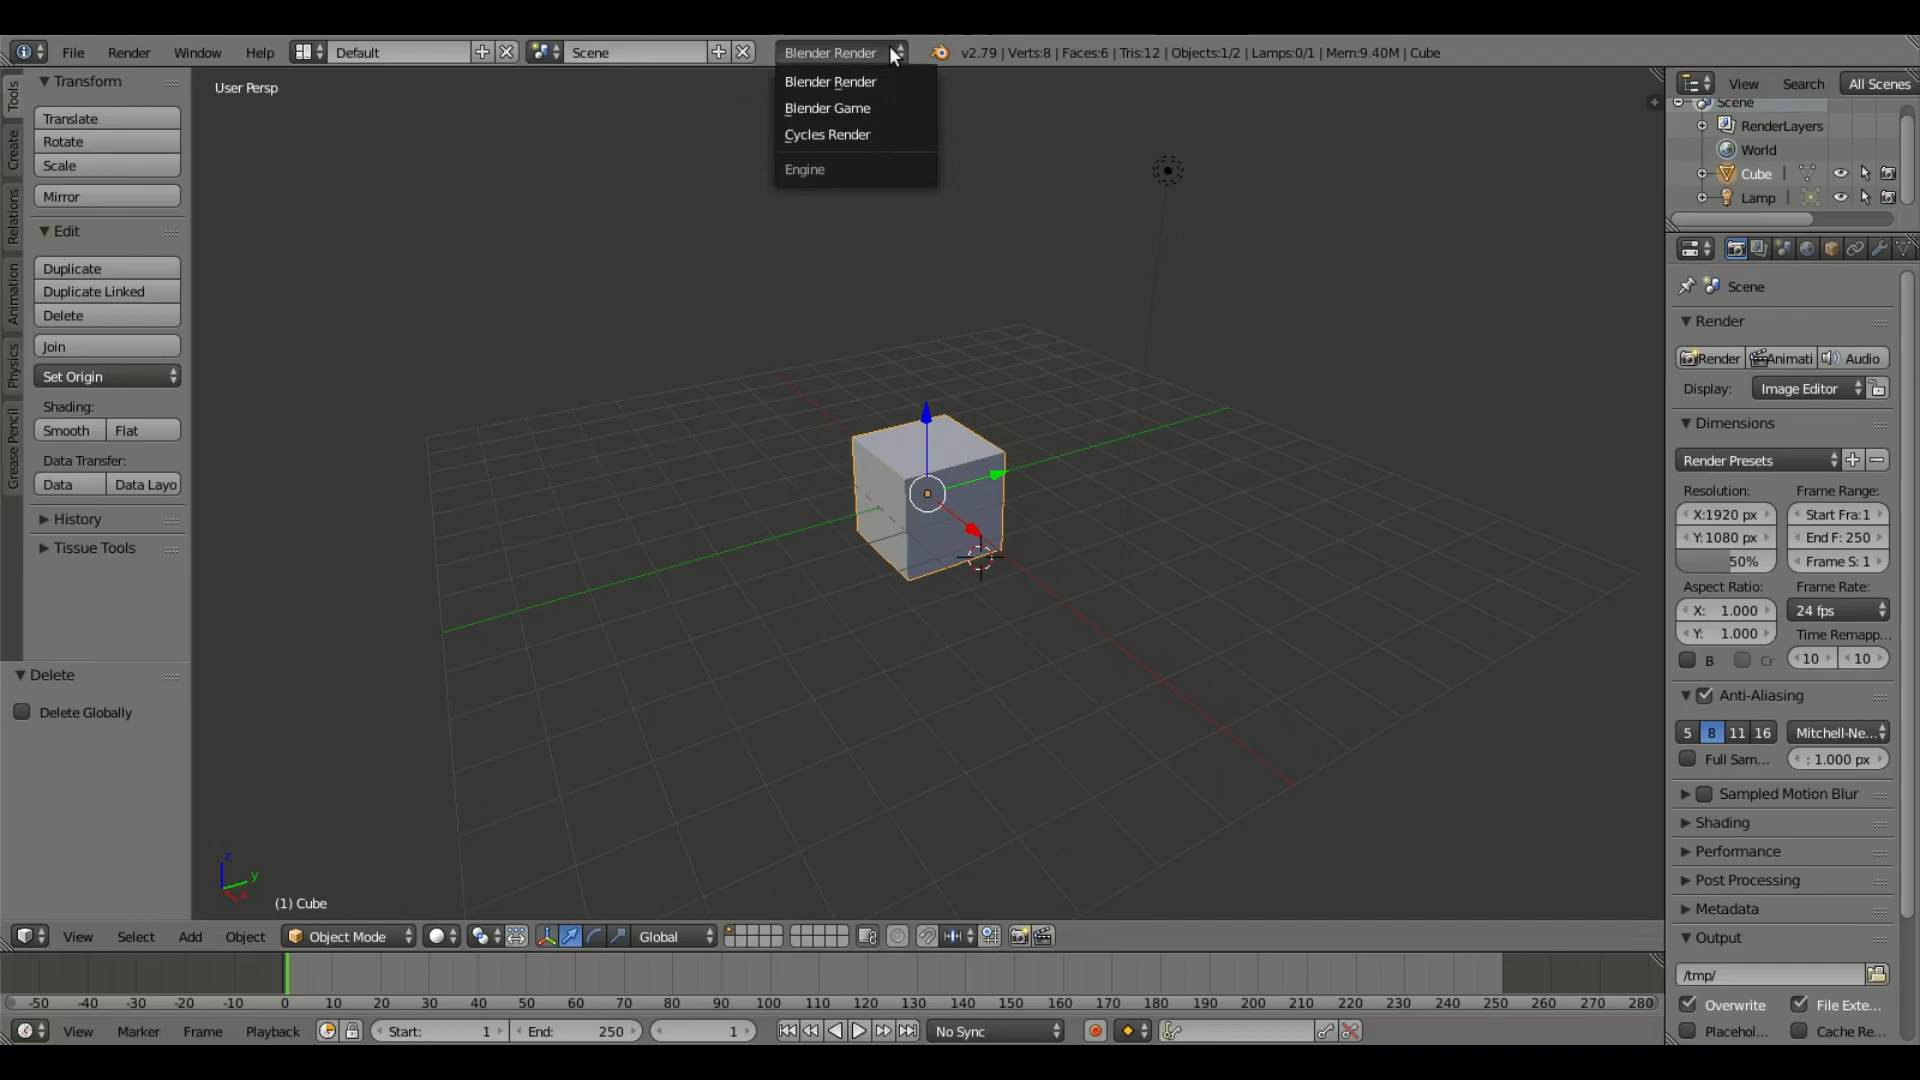 File Render Window Help Default Scene Blender Render v2.79 | Verts:8 | Faces:6 | Tris:12 | Objects:1/2 | Lamps:0/1 | Mem:9.40M | Cube
Blender Render
Blender Game
Cycles Render
Engine
Tools
Create
Relations
Animation
Physics
Grease Pencil
Transform
Translate
Rotate
Scale
Mirror
Edit
Duplicate
Duplicate Linked
Delete
Join
Set Origin
Shading:
Smooth Flat
Data Transfer:
Data Data Layo
History
Tissue Tools
Delete
Delete Globally
User Persp
z
y
x
(1) Cube
View Search All Scenes
Scene
RenderLayers
World
Cube
Lamp
Scene
Render
Render Animati Audio
Display: Image Editor
Dimensions
Render Presets
Resolution: Frame Range:
X:1920 px Start Fra:1
Y:1080 px End F: 250
50% Frame S: 1
Aspect Ratio: Frame Rate:
X: 1.000 24 fps
Y: 1.000 Time Remapp...
B Cr 10 10
Anti-Aliasing
5 8 11 16 Mitchell-Ne...
Full Sam... : 1.000 px
Sampled Motion Blur
Shading
Performance
Post Processing
Metadata
Output
/tmp/
Overwrite File Exte...
Placehol... Cache Re...
View Select Add Object Object Mode Global
-50 -40 -30 -20 -10 0 10 20 30 40 50 60 70 80 90 100 110 120 130 140 150 160 170 180 190 200 210 220 230 240 250 260 270 280
View Marker Frame Playback Start: 1 End: 250 1 No Sync